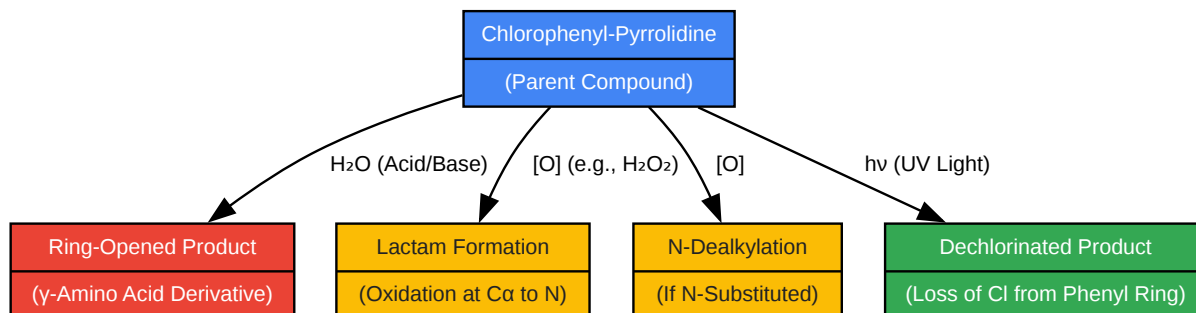 Chlorophenyl-Pyrrolidine
(Parent Compound)
H₂O (Acid/Base)
[O] (e.g., H₂O₂)
[O]
hν (UV Light)
Ring-Opened Product
(γ-Amino Acid Derivative)
Lactam Formation
(Oxidation at Cα to N)
N-Dealkylation
(If N-Substituted)
Dechlorinated Product
(Loss of Cl from Phenyl Ring)